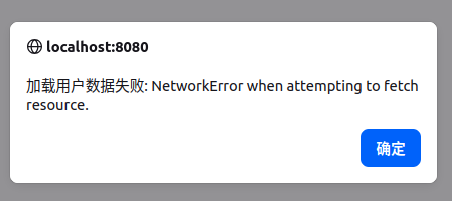 localhost:8080
加载用户数据失败: NetworkError when attempting to fetch
resource.
确定